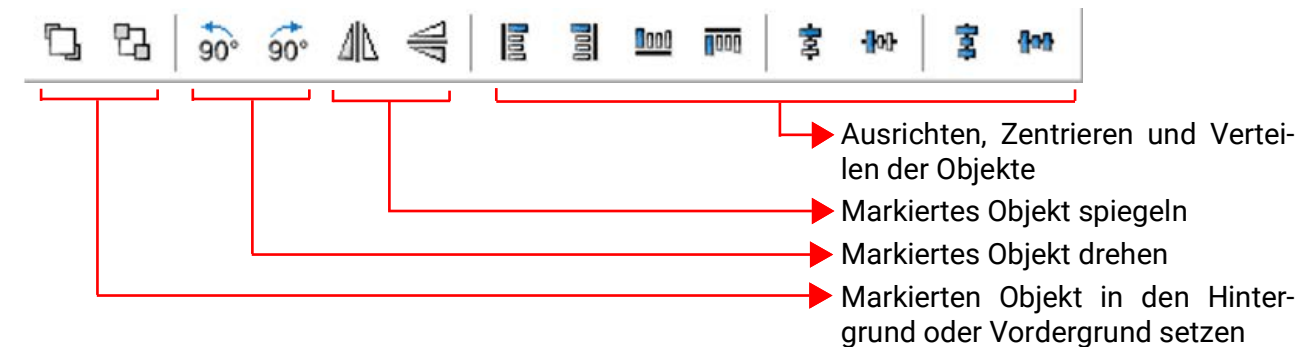 90° 90°
Ausrichten, Zentrieren und Vertei-
len der Objekte
Markiertes Objekt spiegeln
Markiertes Objekt drehen
Markierten Objekt in den Hinter-
grund oder Vordergrund setzen